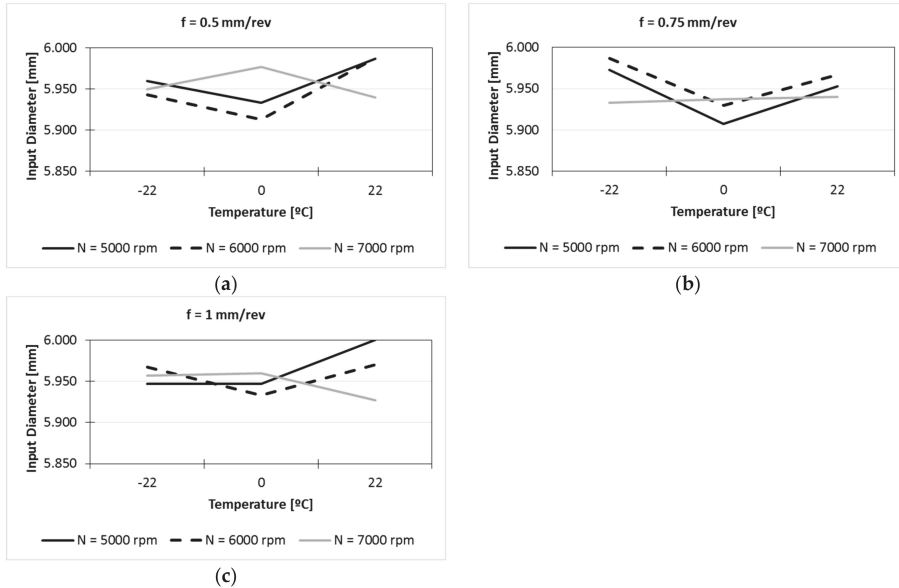 f = 0.5 mm/rev
Input Diameter [mm]
6.000
5.950
5.900
5.850
-22
0
22
Temperature [ºC]
N = 5000 rpm
N = 6000 rpm
N = 7000 rpm
(a)
f = 0.75 mm/rev
Input Diameter [mm]
6.000
5.950
5.900
5.850
-22
0
22
Temperature [ºC]
N = 5000 rpm
N = 6000 rpm
N = 7000 rpm
(b)
f = 1 mm/rev
Input Diameter [mm]
6.000
5.950
5.900
5.850
-22
0
22
Temperature [ºC]
N = 5000 rpm
N = 6000 rpm
N = 7000 rpm
(c)